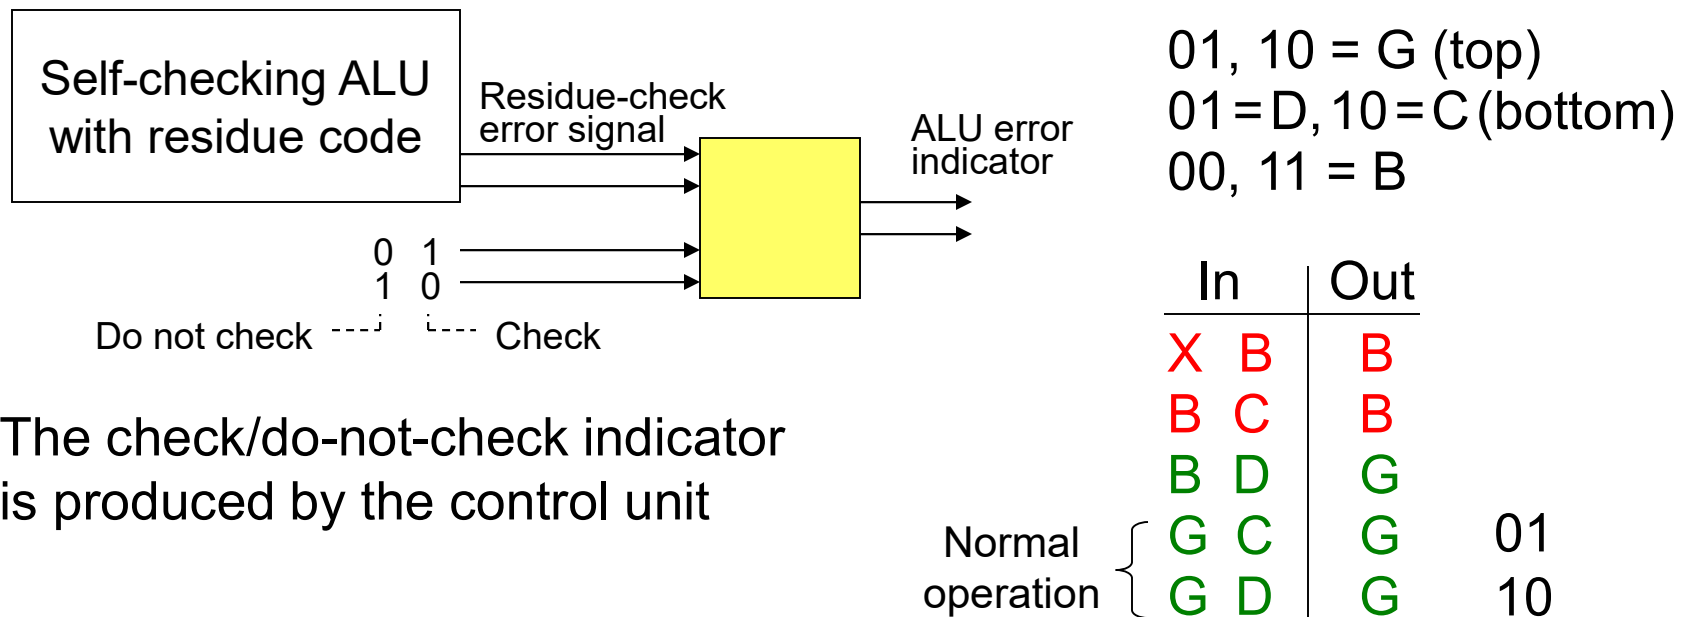 Self-checking ALU
with residue code
Residue-check
error signal
ALU error
indicator
0 1
1 0
Do not check
Check
The check/do-not-check indicator
is produced by the control unit
01, 10 = G (top)
01 = D, 10 = C (bottom)
00, 11 = B
In Out
X B B
B C B
B D G
Normal
operation
G C G 01
G D G 10